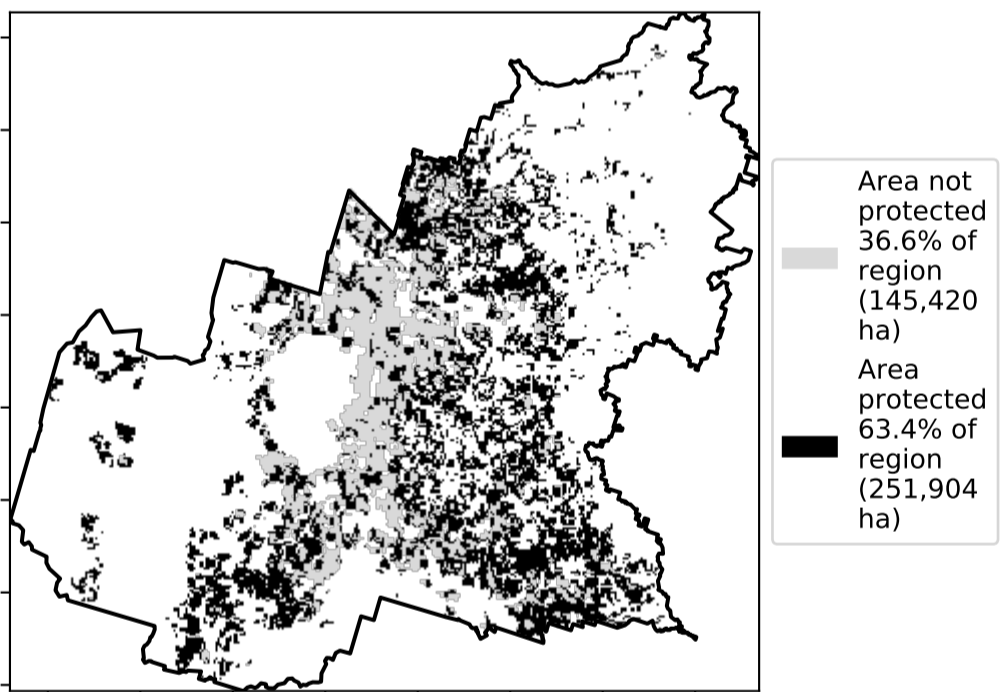 Area not
protected
36.6% of
region
(145,420
ha)
Area
protected
63.4% of
region
(251,904
ha)